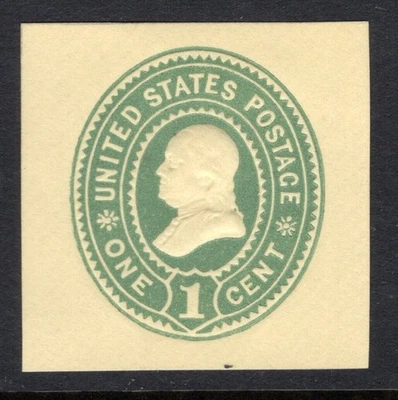 UNITED STATES POSTAGE
ONE 1 CENT